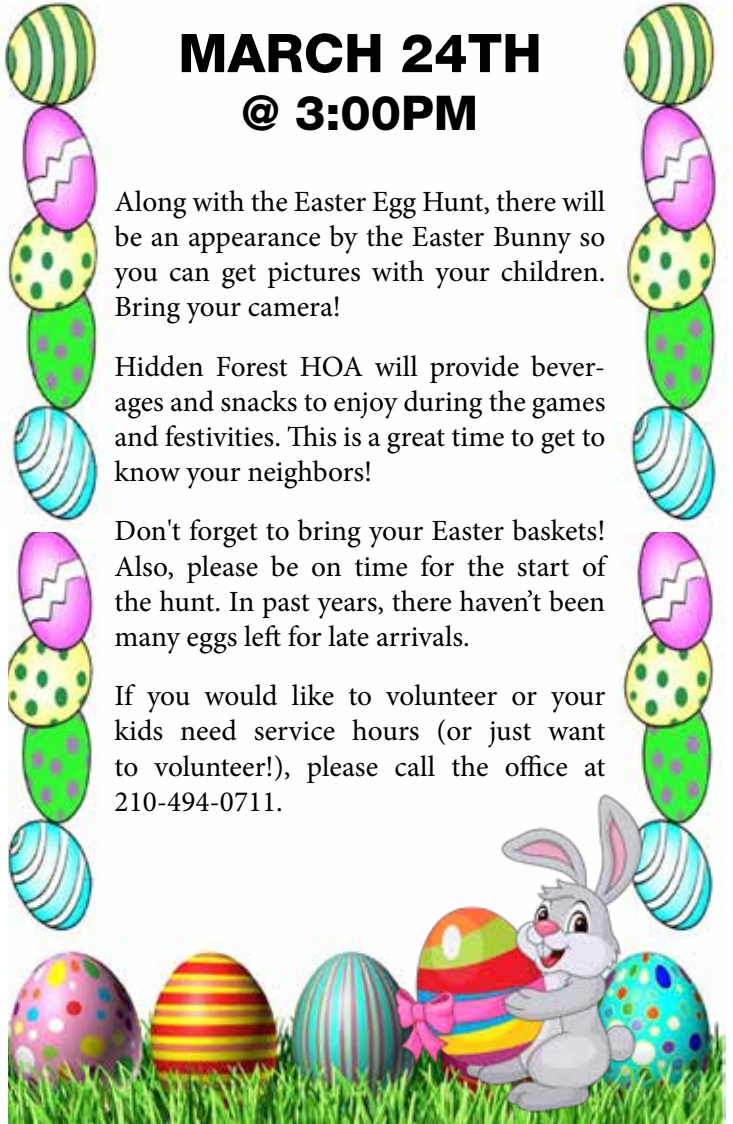 MARCH 24TH
@ 3:00PM
Along with the Easter Egg Hunt, there will
be an appearance by the Easter Bunny so
you can get pictures with your children.
Bring your camera!
Hidden Forest HOA will provide bever-
ages and snacks to enjoy during the games
and festivities. This is a great time to get to
know your neighbors!
Don't forget to bring your Easter baskets!
Also, please be on time for the start of
the hunt. In past years, there haven’t been
many eggs left for late arrivals.
If you would like to volunteer or your
kids need service hours (or just want
to volunteer!), please call the office at
210-494-0711.